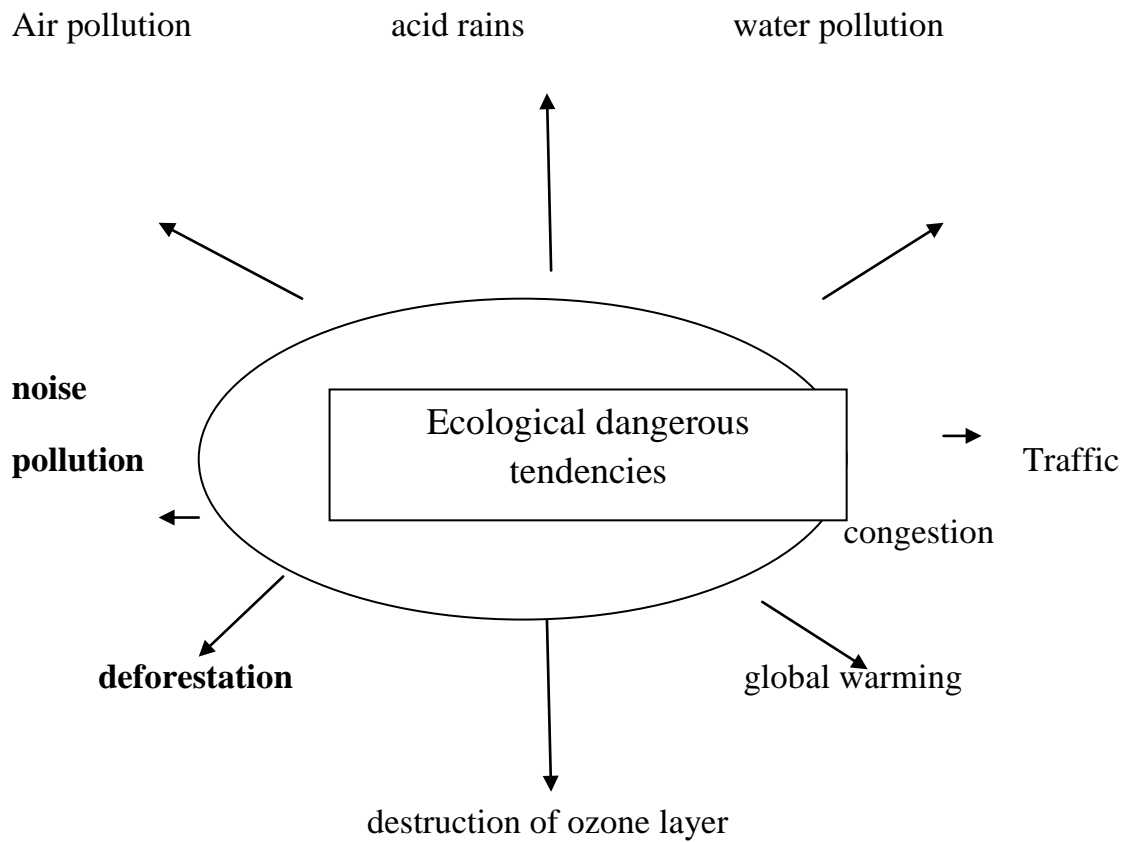 Air pollution acid rains water pollution
noise
Ecological dangerous
pollution
tendencies
Traffic
congestion
deforestation
global warming
destruction of ozone layer